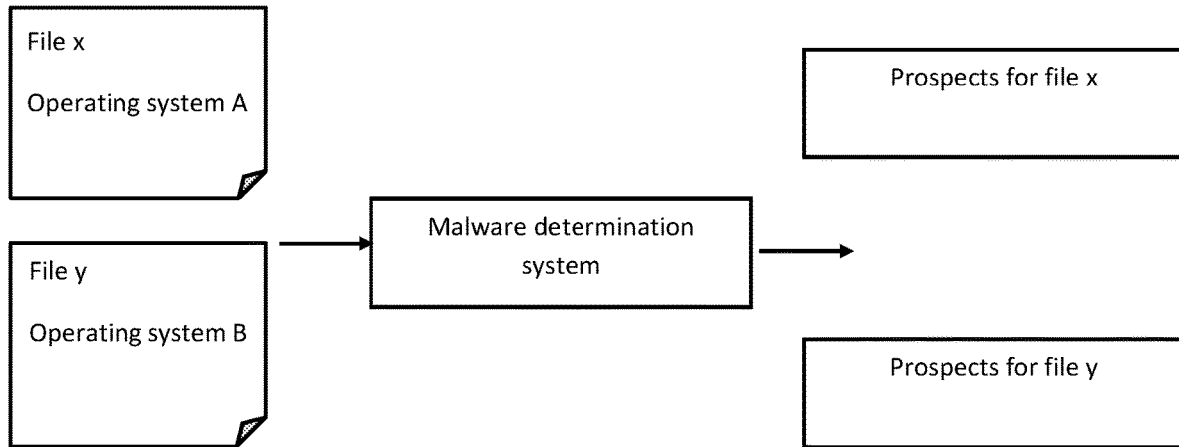 File x
Operating system A
File y
Operating system B
Malware determination
system
Prospects for file x
Prospects for file y